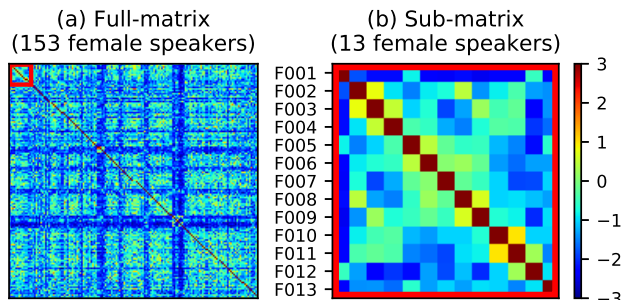 (a) Full-matrix
(153 female speakers)
(b) Sub-matrix
(13 female speakers)
F001
F002
F003
F004
F005
F006
F007
F008
F009
F010
F011
F012
F013
3
2
1
0
−1
−2
−3